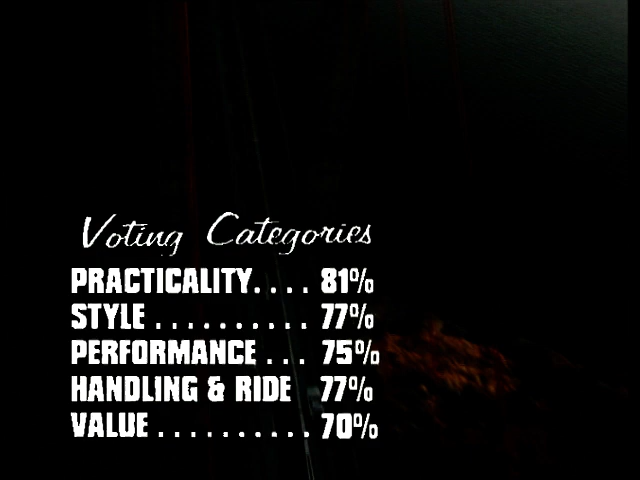 Voting Categories
PRACTICALITY.... 81%
STYLE.......... 77%
PERFORMANCE... 75%
HANDLING & RIDE 77%
VALUE........... 70%